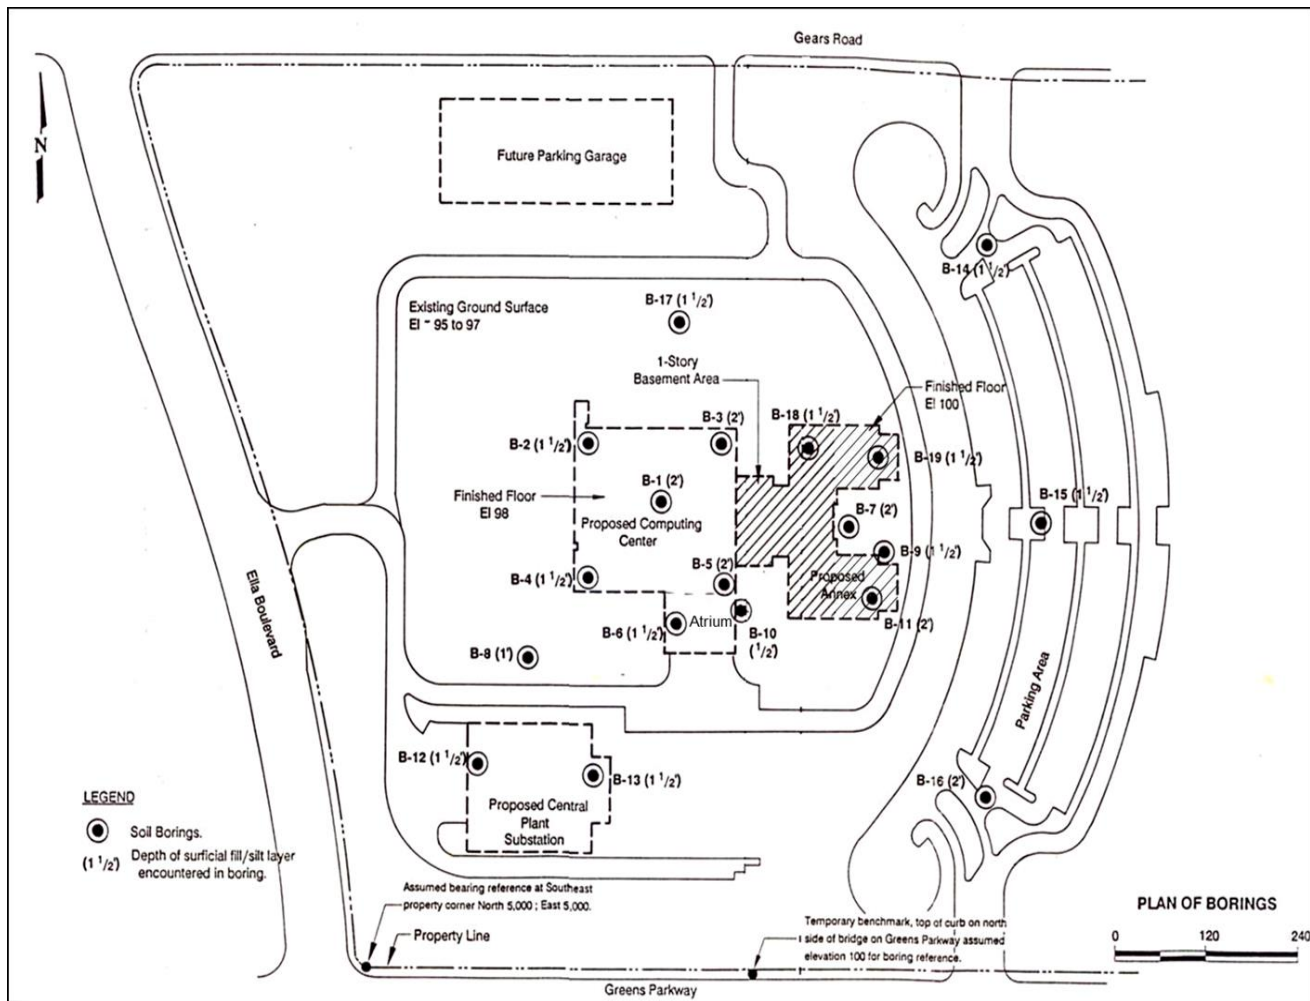 Gears Road
N
Future Parking Garage
Existing Ground Surface
El ~ 95 to 97
B-17 (1 1/2')
B-14 (1 1/2')
1-Story
Basement Area
Finished Floor
El 100
B-3 (2')
B-18 (1 1/2')
B-2 (1 1/2')
B-19 (1 1/2')
B-1 (2')
Finished Floor
El 98
B-15 (1 1/2')
Proposed Computing
Center
B-7 (2')
B-9 (1 1/2')
B-5 (2')
B-4 (1 1/2')
Proposed
Annex
Ella Boulevard
B-6 (1 1/2')
Atrium
B-10
(1/2')
B-11 (2')
B-8 (1')
Parking Area
B-12 (1 1/2')
B-13 (1 1/2')
B-16 (2')
Proposed Central
Plant
Substation
LEGEND
Soil Borings.
(1 1/2') Depth of surficial fill/silt layer
encountered in boring.
Assumed bearing reference at Southeast
property corner North 5,000 ; East 5,000.
Property Line
Temporary benchmark, top of curb on north
side of bridge on Greens Parkway assumed
elevation 100 for boring reference.
PLAN OF BORINGS
0 120 240
Greens Parkway